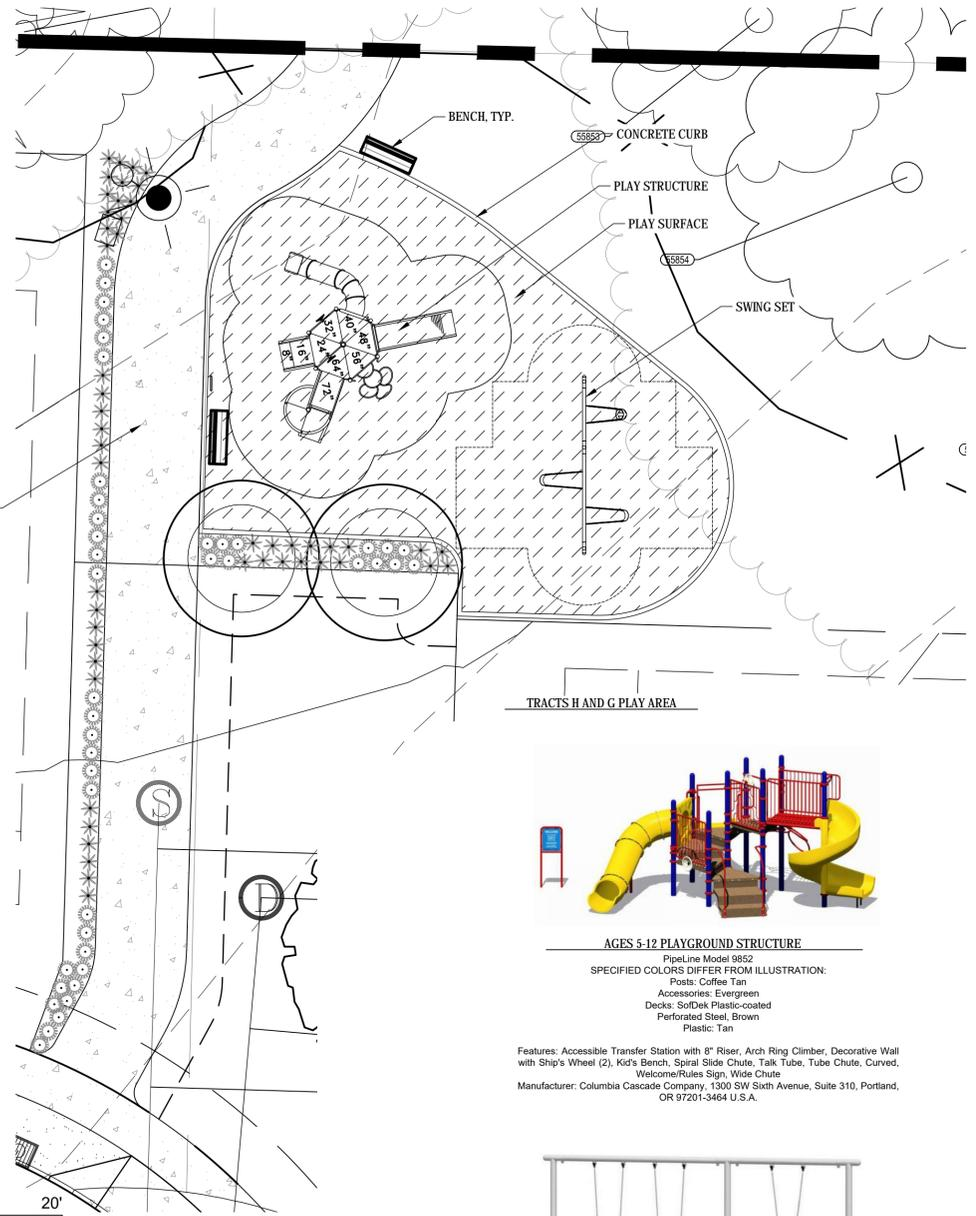 BENCH, TYP.
55853
CONCRETE CURB
PLAY STRUCTURE
PLAY SURFACE
55854
SWING SET
32"
40"
48"
24"
56"
16"
8"
64"
72"
TRACTS H AND G PLAY AREA
S
P
AGES 5-12 PLAYGROUND STRUCTURE
PipeLine Model 9852
SPECIFIED COLORS DIFFER FROM ILLUSTRATION:
Posts: Coffee Tan
Accessories: Evergreen
Decks: SofDek Plastic-coated
Perforated Steel, Brown
Plastic: Tan
Features: Accessible Transfer Station with 8" Riser, Arch Ring Climber, Decorative Wall
with Ship's Wheel (2), Kid's Bench, Spiral Slide Chute, Talk Tube, Tube Chute, Curved,
Welcome/Rules Sign, Wide Chute
Manufacturer: Columbia Cascade Company, 1300 SW Sixth Avenue, Suite 310, Portland,
OR 97201-3464 U.S.A.
20'